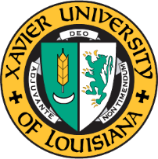 XAVIER UNIVERSITY
DEO
ADJUVANTE
NON TIMENDUM
OF LOUISIANA